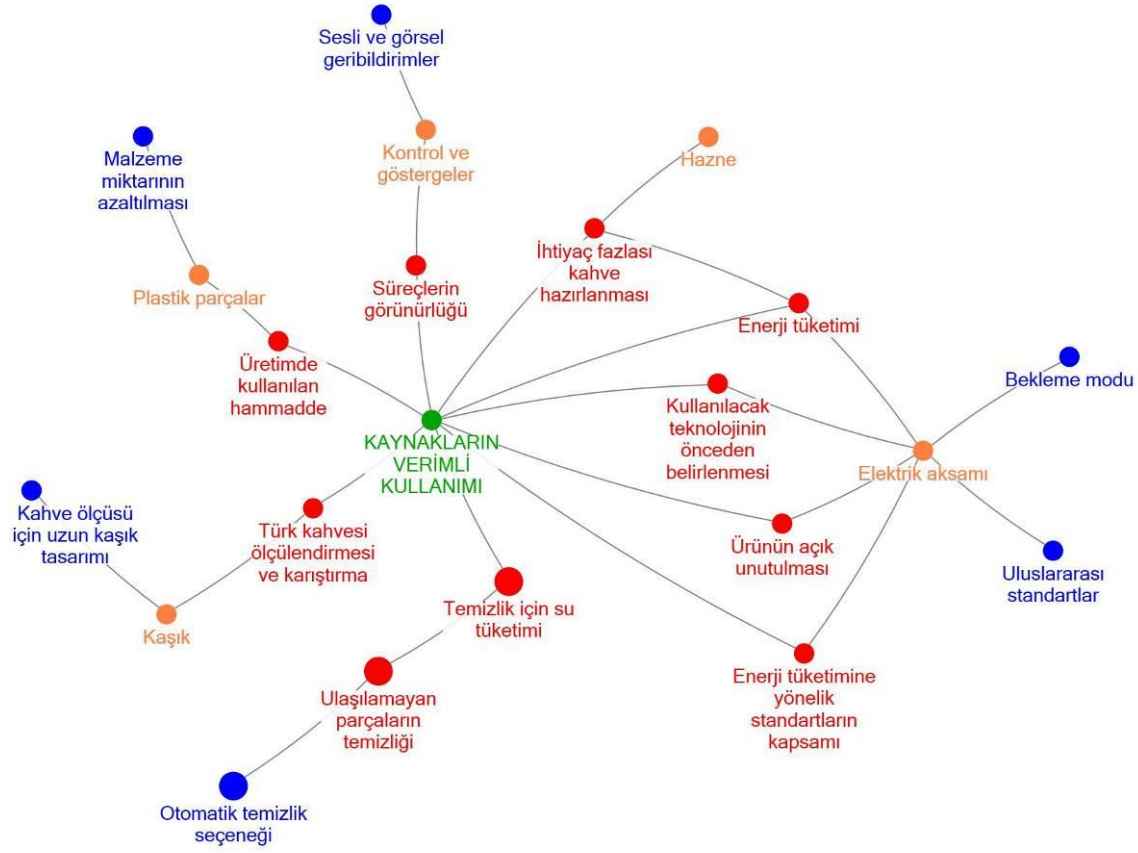 Sesli ve görsel
geribildirimler
Malzeme
miktarının
azaltılması
Kontrol ve
göstergeler
Hazne
İhtiyaç fazlası
kahve
hazırlanması
Plastik parçalar
Süreçlerin
görünürlüğü
Enerji tüketimi
Üretimde
kullanılan
hammadde
Bekleme modu
Kullanılacak
teknolojinin
önceden
belirlenmesi
KAYNAKLARIN
VERİMLİ
KULLANIMI
Elektrik aksamı
Kahve ölçüsü
için uzun kaşık
tasarımı
Türk kahvesi
ölçülendirmesi
ve karıştırma
Ürünün açık
unutulması
Uluslararası
standartlar
Kaşık
Temizlik için su
tüketimi
Enerji tüketimine
yönelik
standartların
kapsamı
Ulaşılamayan
parçaların
temizliği
Otomatik temizlik
seçeneği